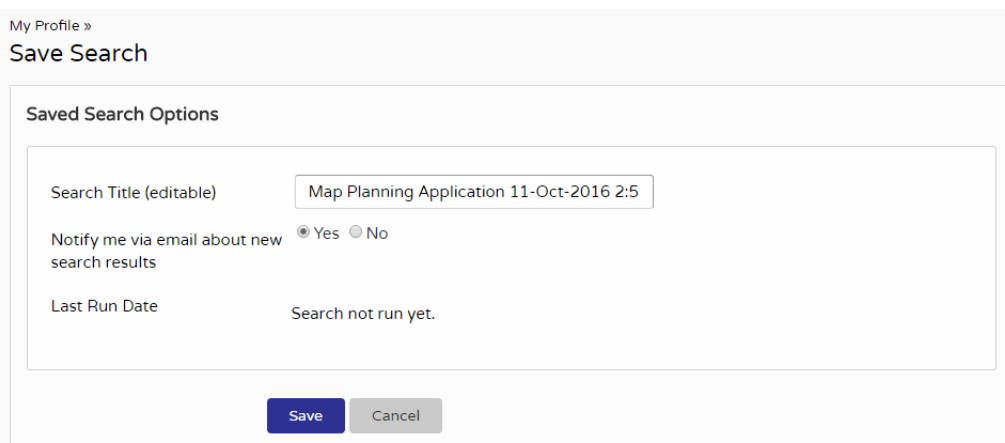 My Profile »
Save Search
Saved Search Options
Search Title (editable)
Map Planning Application 11-Oct-2016 2:5
Notify me via email about new
search results
Yes No
Last Run Date
Search not run yet.
Save Cancel